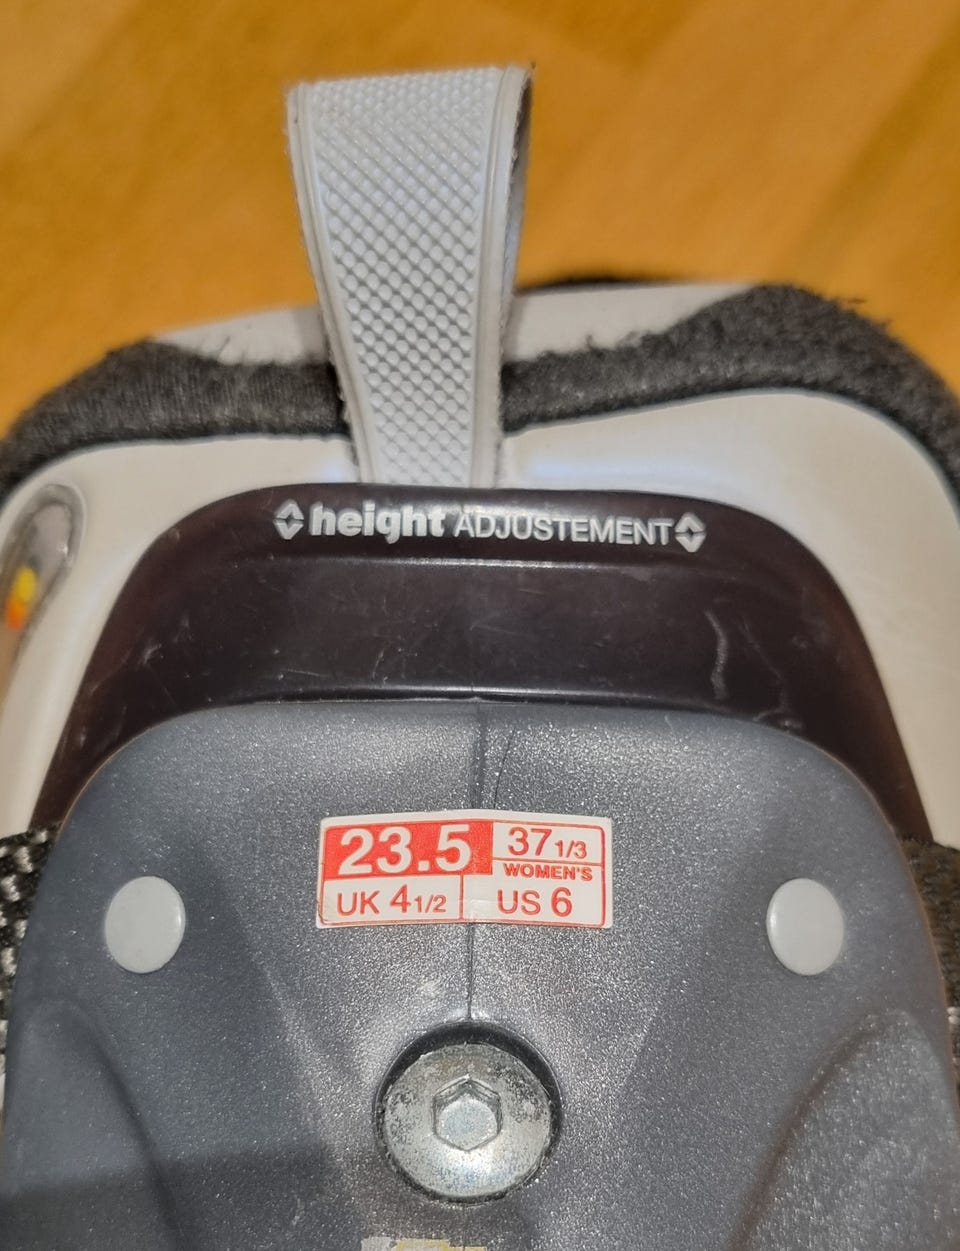 height ADJUSTEMENT
23.5 37 1/3
WOMEN'S
UK 4 1/2 US 6